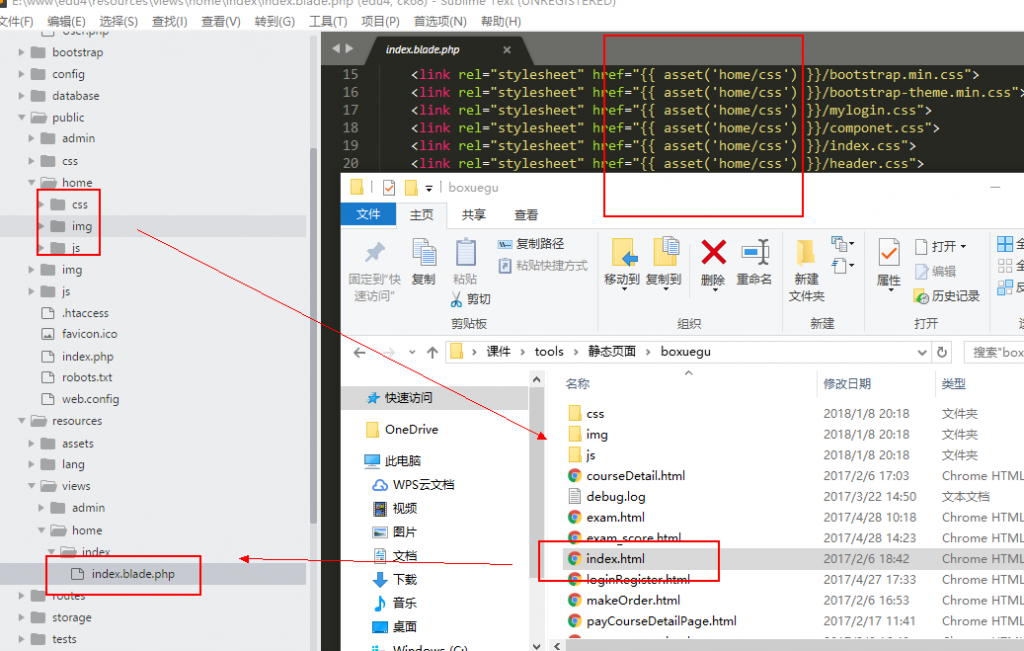 E:\www\edu4\resources\views\home\index\index.blade.php (edu4, ck68) - Sublime Text (UNREGISTERED)
文件(F) 编辑(E) 选择(S) 查找(I) 查看(V) 转到(G) 工具(T) 项目(P) 首选项(N) 帮助(H)
User.php
bootstrap
config
database
public
admin
css
home
css
img
js
img
js
.htaccess
favicon.ico
index.php
robots.txt
web.config
resources
assets
lang
views
admin
home
index
index.blade.php
routes
storage
tests
index.blade.php ×
15 <link rel="stylesheet" href="{{ asset('home/css') }}/bootstrap.min.css">
16 <link rel="stylesheet" href="{{ asset('home/css') }}/bootstrap-theme.min.css">
17 <link rel="stylesheet" href="{{ asset('home/css') }}/mylogin.css">
18 <link rel="stylesheet" href="{{ asset('home/css') }}/componet.css">
19 <link rel="stylesheet" href="{{ asset('home/css') }}/index.css">
20 <link rel="stylesheet" href="{{ asset('home/css') }}/header.css">
boxuegu
文件 主页 共享 查看
固定到"快速访问"
复制
粘贴
复制路径
粘贴快捷方式
剪切
剪贴板
移动到
复制到
删除
重命名
组织
新建
文件夹
新建
属性
打开
编辑
历史记录
打开
课件 › tools › 静态页面 › boxuegu
搜索"box
快速访问
OneDrive
此电脑
WPS云文档
视频
图片
文档
下载
音乐
桌面
Windows (C:)
名称 修改日期 类型
css 2018/1/8 20:18 文件夹
img 2018/1/8 20:18 文件夹
js 2018/1/8 20:18 文件夹
courseDetail.html 2017/2/6 17:03 Chrome HTML
debug.log 2017/3/22 14:50 文本文档
exam.html 2017/4/28 10:18 Chrome HTML
exam_score.html 2017/4/28 14:23 Chrome HTML
index.html 2017/2/6 18:42 Chrome HTML
loginRegister.html 2017/4/27 17:33 Chrome HTML
makeOrder.html 2017/2/6 16:53 Chrome HTML
payCourseDetailPage.html 2017/2/17 11:41 Chrome HTML